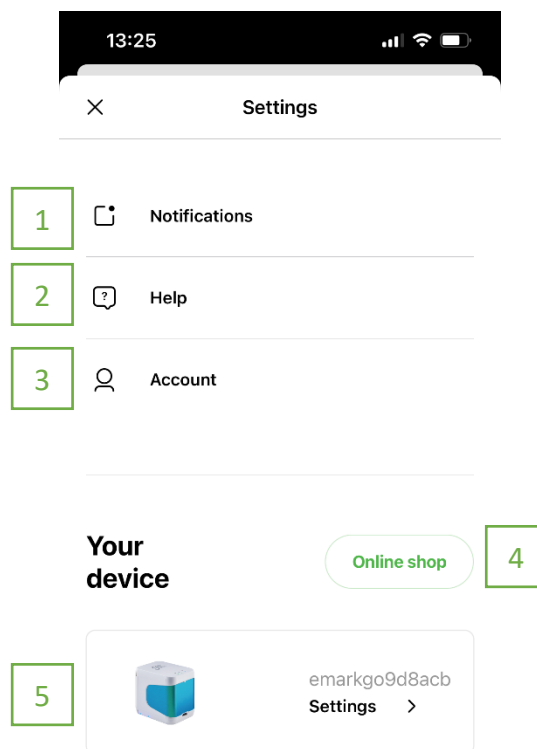 13:25
Settings
1
Notifications
2
?
Help
3
Account
Your
device
Online shop
4
5
emarkgo9d8acb
Settings